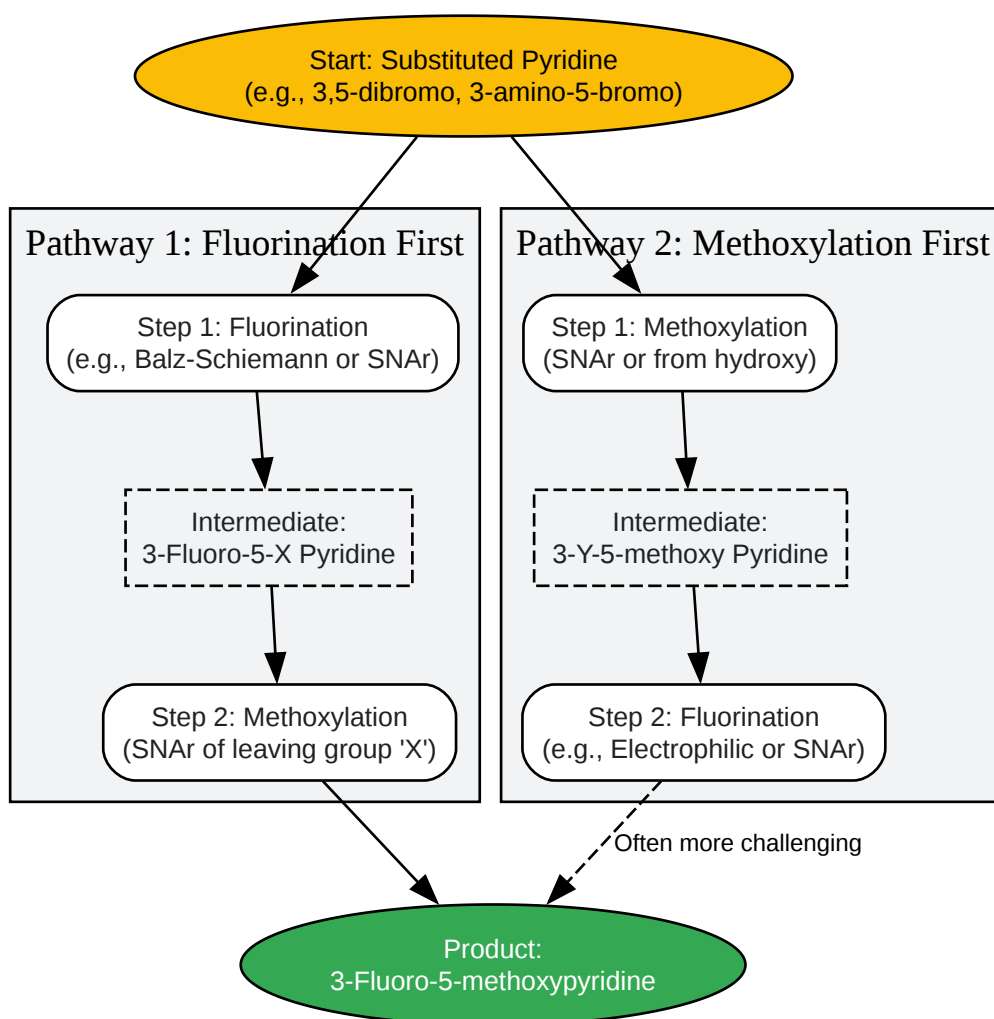 Start: Substituted Pyridine
(e.g., 3,5-dibromo, 3-amino-5-bromo)
Pathway 1: Fluorination First
Step 1: Fluorination
(e.g., Balz-Schiemann or SNAr)
Intermediate:
3-Fluoro-5-X Pyridine
Step 2: Methoxylation
(SNAr of leaving group 'X')
Pathway 2: Methoxylation First
Step 1: Methoxylation
(SNAr or from hydroxy)
Intermediate:
3-Y-5-methoxy Pyridine
Step 2: Fluorination
(e.g., Electrophilic or SNAr)
Often more challenging
Product:
3-Fluoro-5-methoxypyridine